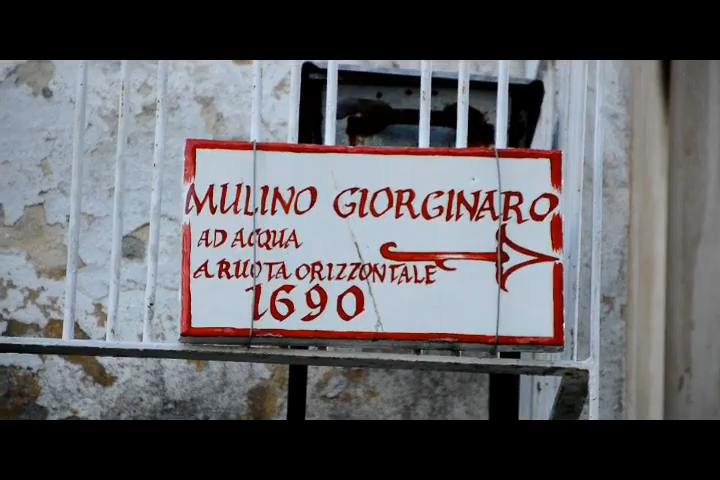 MULINO GIORGINARO
AD ACQUA
A RUOTA ORIZZONTALE
1690